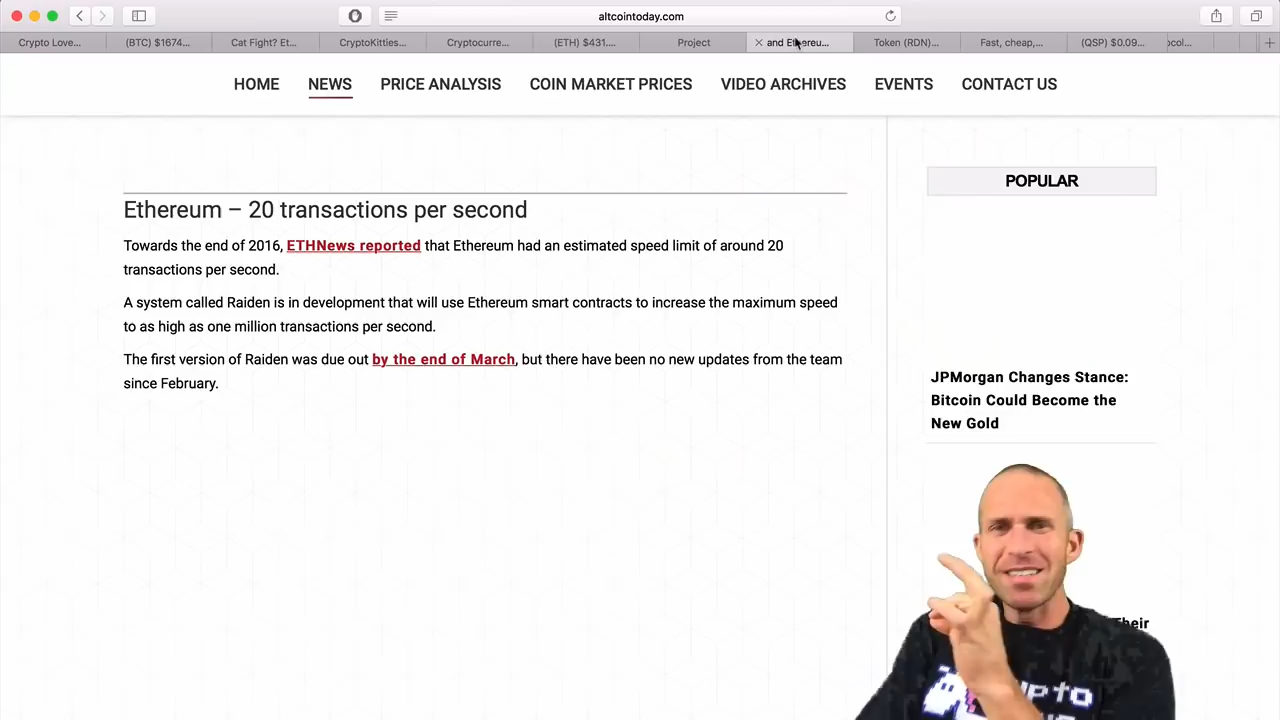 altcointoday.com
Crypto Love...
(BTC) $1674...
Cat Fight? Et...
CryptoKitties...
Cryptocurre...
(ETH) $431....
Project
and Ethereu...
Token (RDN)...
Fast, cheap,...
(QSP) $0.09...
HOME
NEWS
PRICE ANALYSIS
COIN MARKET PRICES
VIDEO ARCHIVES
EVENTS
CONTACT US
Ethereum – 20 transactions per second
Towards the end of 2016, ETHNews reported that Ethereum had an estimated speed limit of around 20
transactions per second.
A system called Raiden is in development that will use Ethereum smart contracts to increase the maximum speed
to as high as one million transactions per second.
The first version of Raiden was due out by the end of March, but there have been no new updates from the team
since February.
POPULAR
JPMorgan Changes Stance:
Bitcoin Could Become the
New Gold
Their